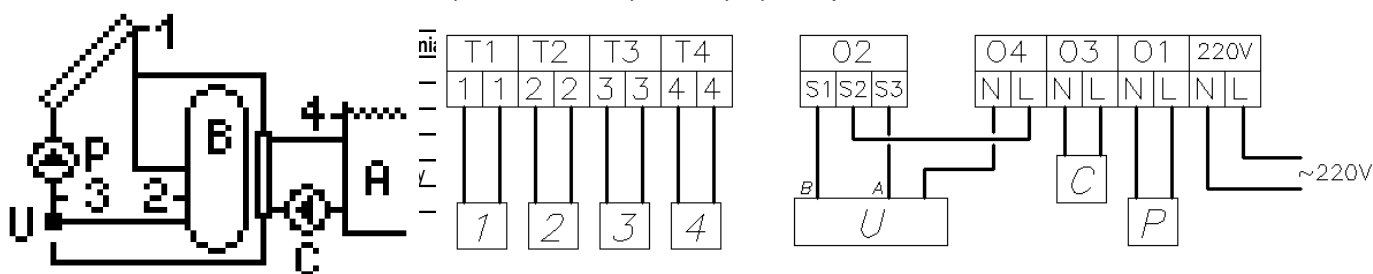 1
P
B
4
A
3
2
U
C
T1 T2 T3 T4
1 1 2 2 3 3 4 4
1 2 3 4
O2
S1 S2 S3
B A
U
O4 O3 O1 220V
N L N L N L N L
C
P
~220V